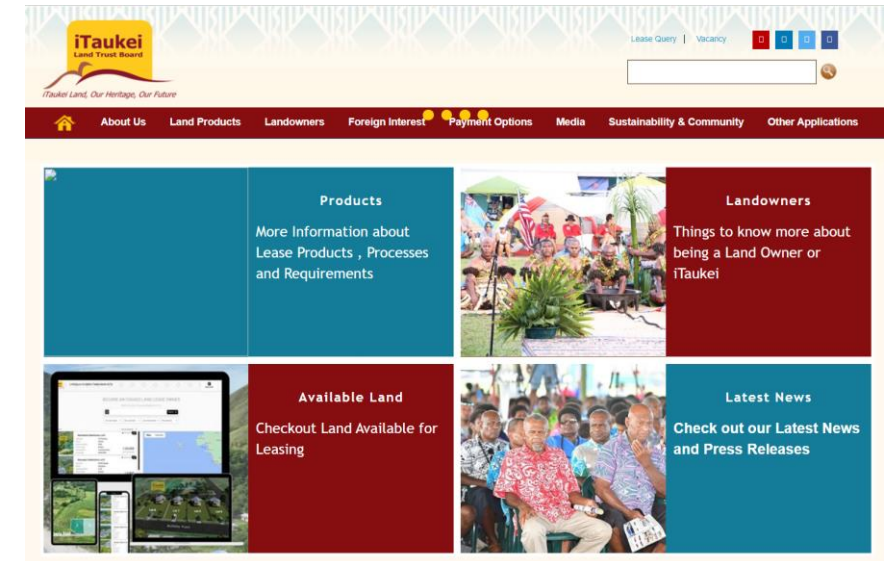 iTaukei
Land Trust Board
iTaukei Land, Our Heritage, Our Future
Lease Query | Vacancy
About Us Land Products Landowners Foreign Interest Payment Options Media Sustainability & Community Other Applications
Products
More Information about
Lease Products , Processes
and Requirements
Landowners
Things to know more about
being a Land Owner or
iTaukei
Available Land
Checkout Land Available for
Leasing
Latest News
Check out our Latest News
and Press Releases